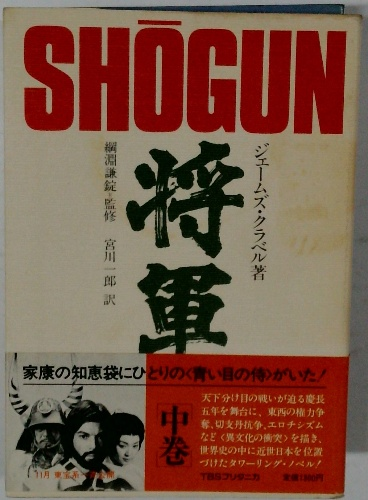 SHŌGUN
ジェームズ・クラベル著
将軍
綱淵謙錠・監修 宮川一郎 訳
家康の知恵袋にひとりの〈青い目の侍〉がいた!
中巻
天下分け目の戦いが迫る慶長
五年を舞台に、東西の権力争
奪、切支丹抗争、エロチシズム
など〈異文化の衝突〉を描き、
世界史の中に近世日本を位置
づけたタワーリング・ノベル!
11月 東宝系
TBSブリタニカ